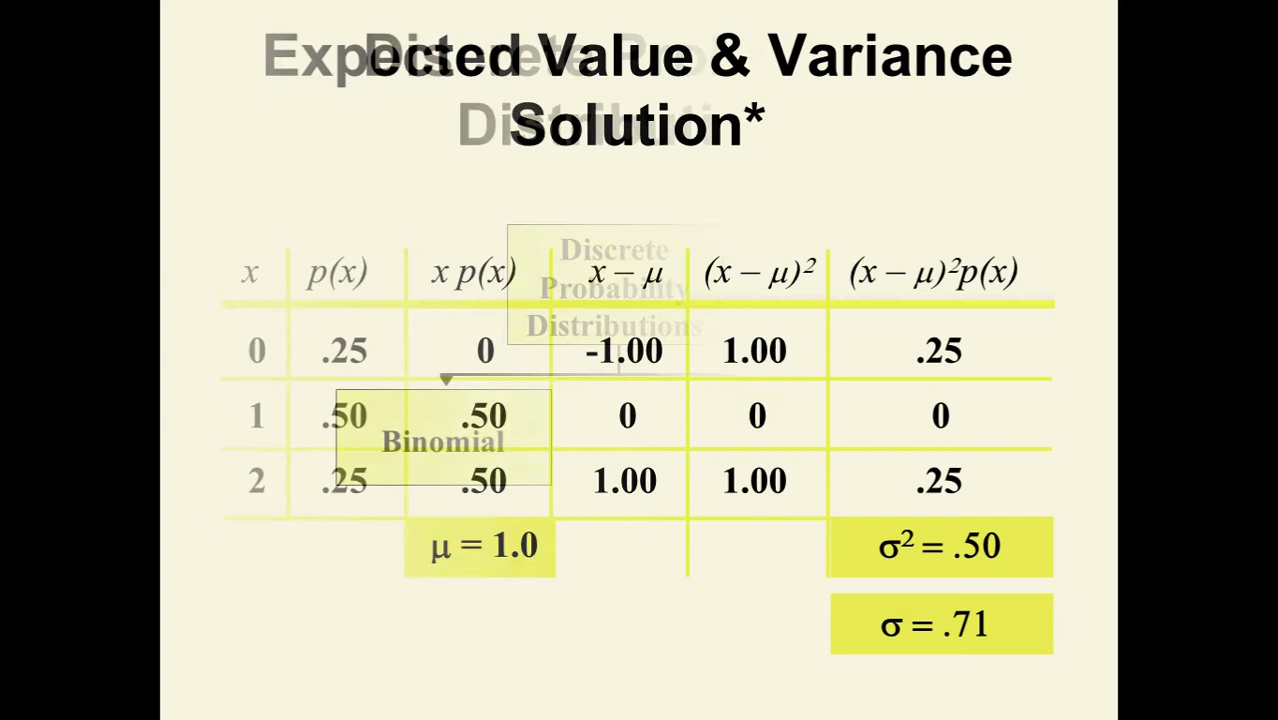 Expected Value & Variance
Solution*
Discrete
Discrete
Probability
Distributions
x p(x) x p(x) x – μ (x – μ)² (x – μ)²p(x)
0 .25 0 -1.00 1.00 .25
1 .50 .50 0 0 0
Binomial
2 .25 .50 1.00 1.00 .25
μ = 1.0 σ² = .50
σ = .71